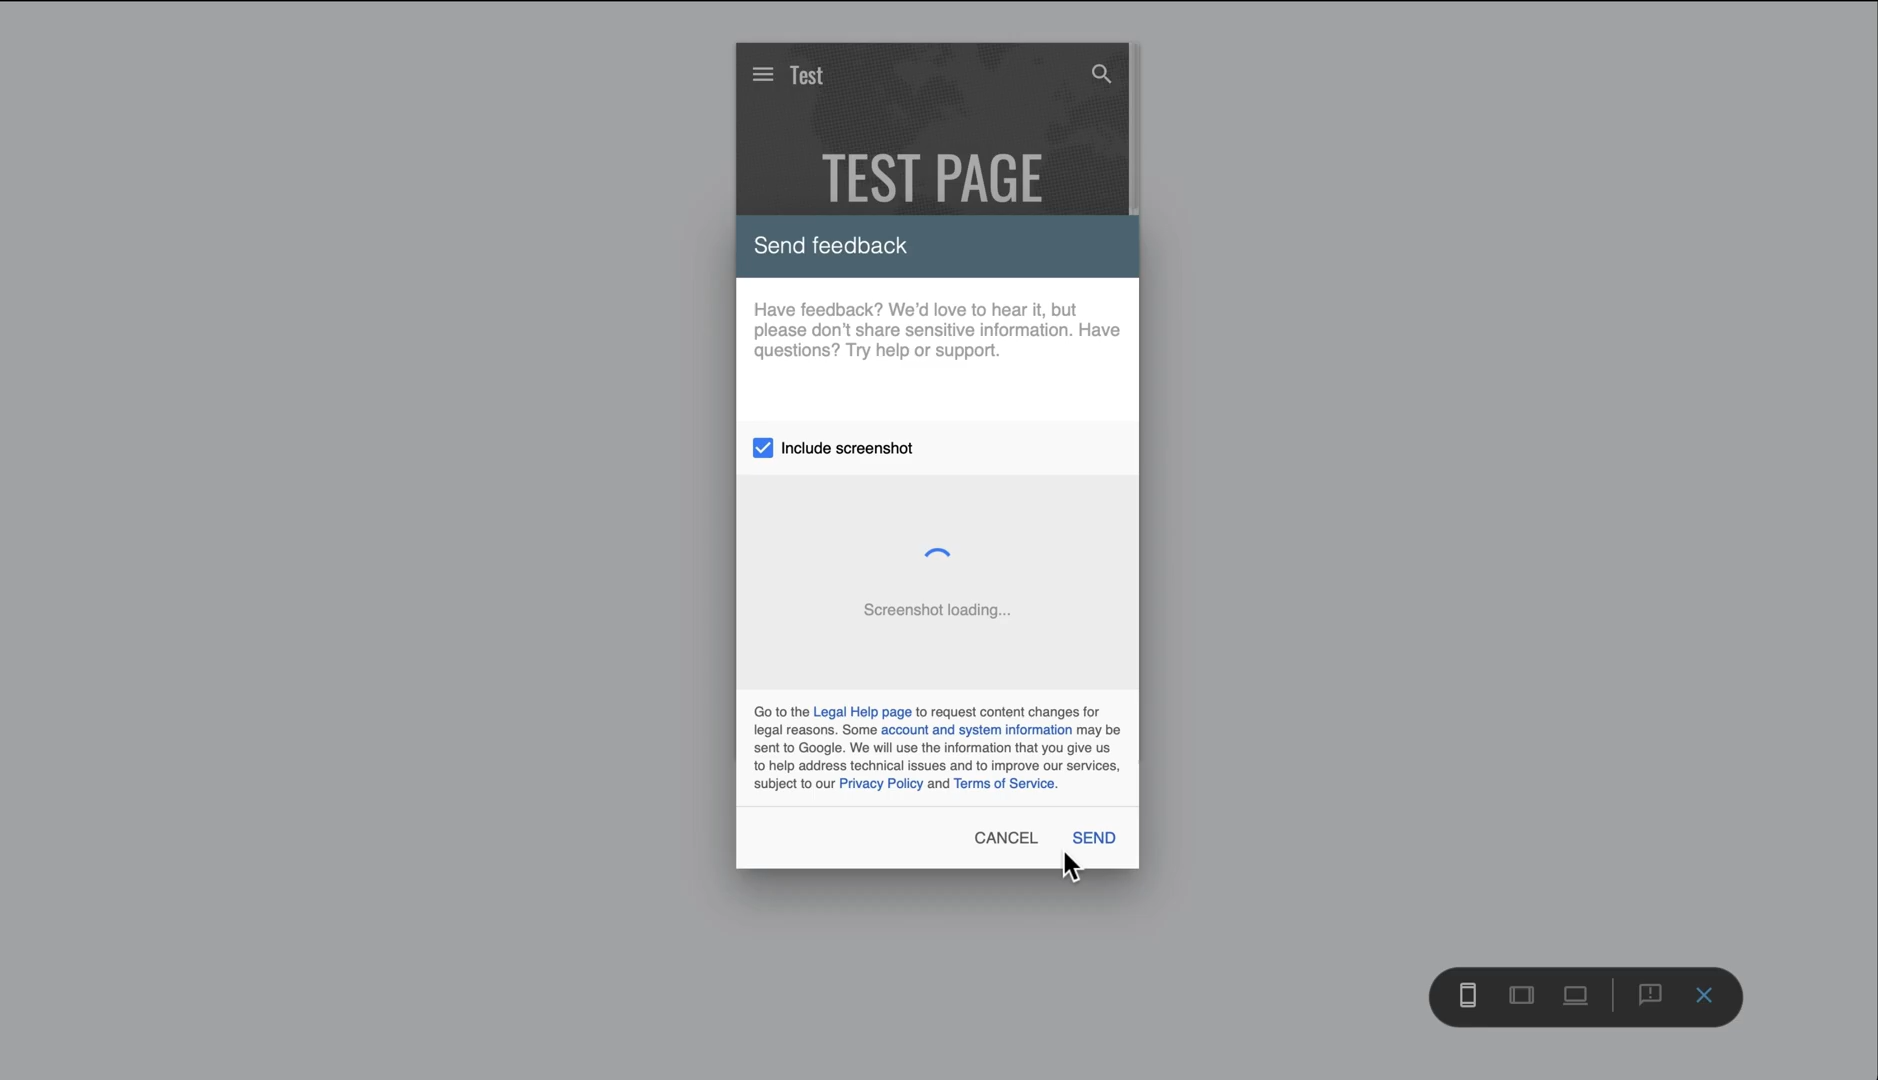 Test
TEST PAGE
Send feedback
Have feedback? We’d love to hear it, but
please don’t share sensitive information. Have
questions? Try help or support.
Include screenshot
Screenshot loading...
Go to the Legal Help page to request content changes for
legal reasons. Some account and system information may be
sent to Google. We will use the information that you give us
to help address technical issues and to improve our services,
subject to our Privacy Policy and Terms of Service.
CANCEL SEND